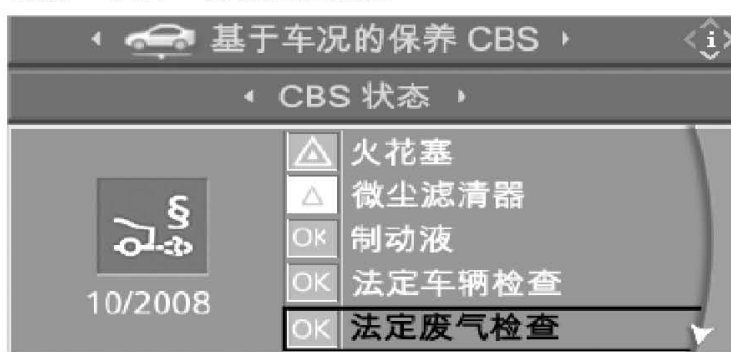 基于车况的保养 CBS
i
CBS 状态
火花塞
微尘滤清器
OK 制动液
OK 法定车辆检查
OK 法定废气检查
§
10/2008